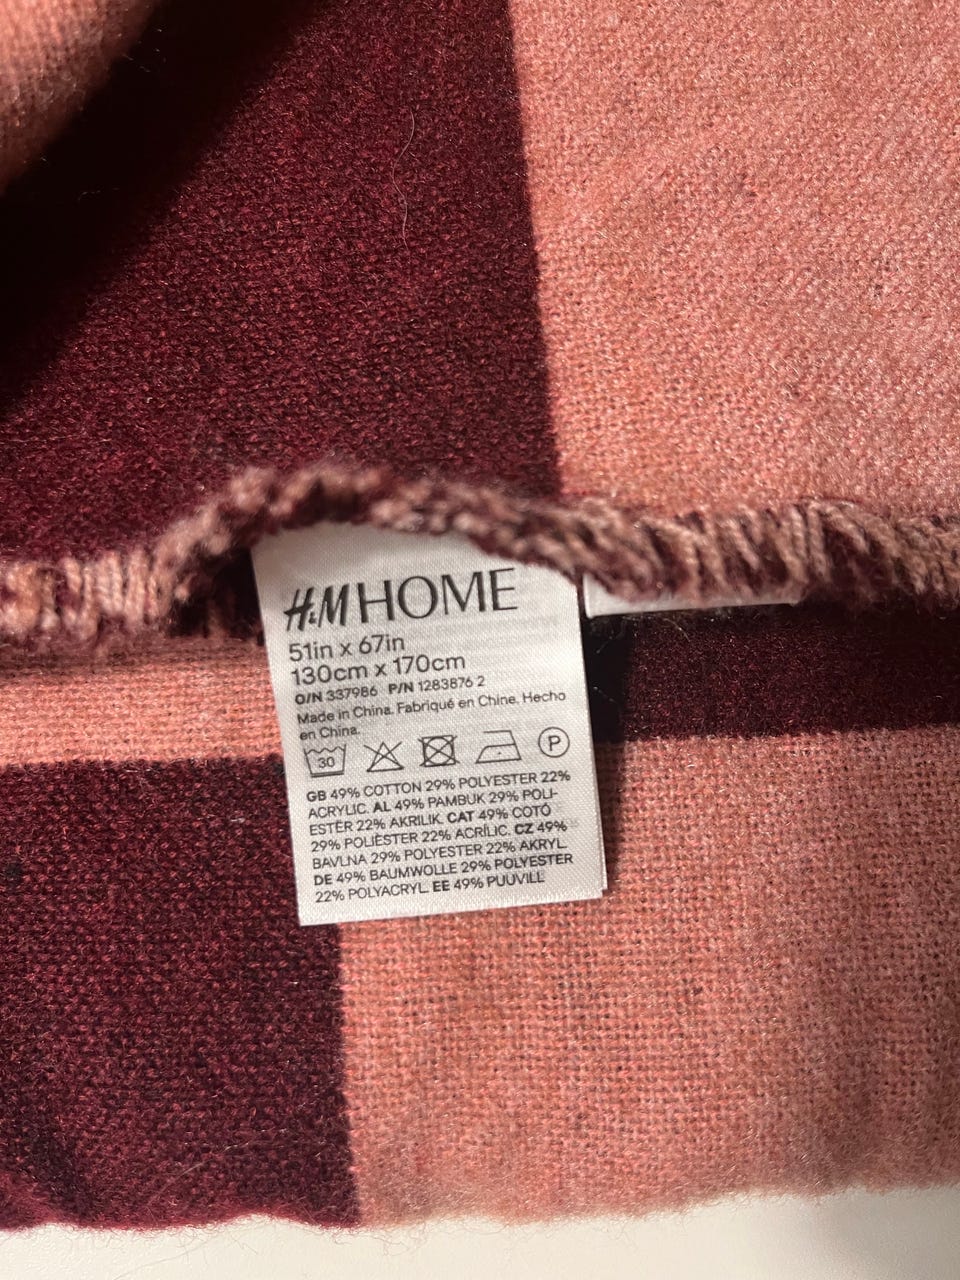 H&M HOME
51in x 67in
130cm x 170cm
O/N 337986 P/N 1283876 2
Made in China. Fabriqué en Chine. Hecho
en China.
30 P
GB 49% COTTON 29% POLYESTER 22%
ACRYLIC. AL 49% PAMBUK 29% POLI-
ESTËR 22% AKRILIK. CAT 49% COTÓ
29% POLIÈSTER 22% ACRÍLIC. CZ 49%
BAVLNA 29% POLYESTER 22% AKRYL.
DE 49% BAUMWOLLE 29% POLYESTER
22% POLYACRYL. EE 49% PUUVILL